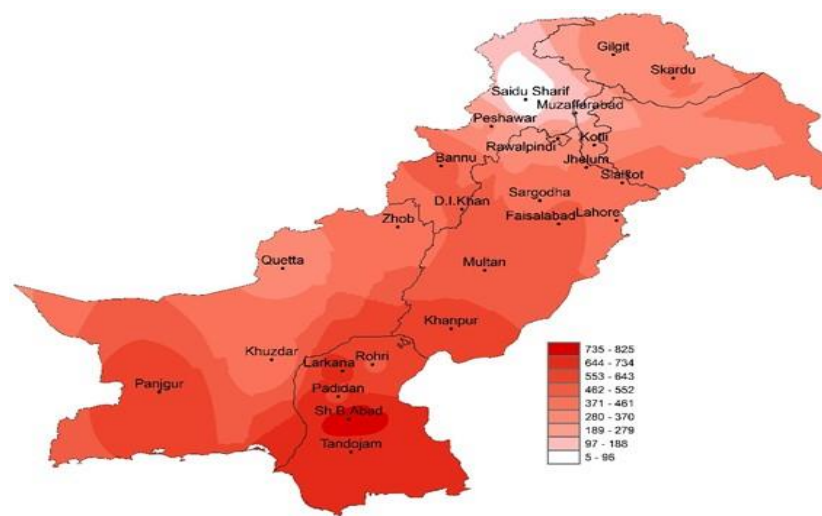 Gilgit
Skardu
Saidu Sharif
Muzafferabad
Peshawar
Rawalpindi
Kotli
Bannu
Jhelum
Slarkot
Sargodha
D.I.Khan
Faisalabad
Lahore
Zhob
Quetta
Multan
Khanpur
Khuzdar
Rohri
Larkana
Panjgur
Padidan
Sh.B.Abad
Tandojam
735 - 825
644 - 734
553 - 643
462 - 552
371 - 461
280 - 370
189 - 279
97 - 188
5 - 96